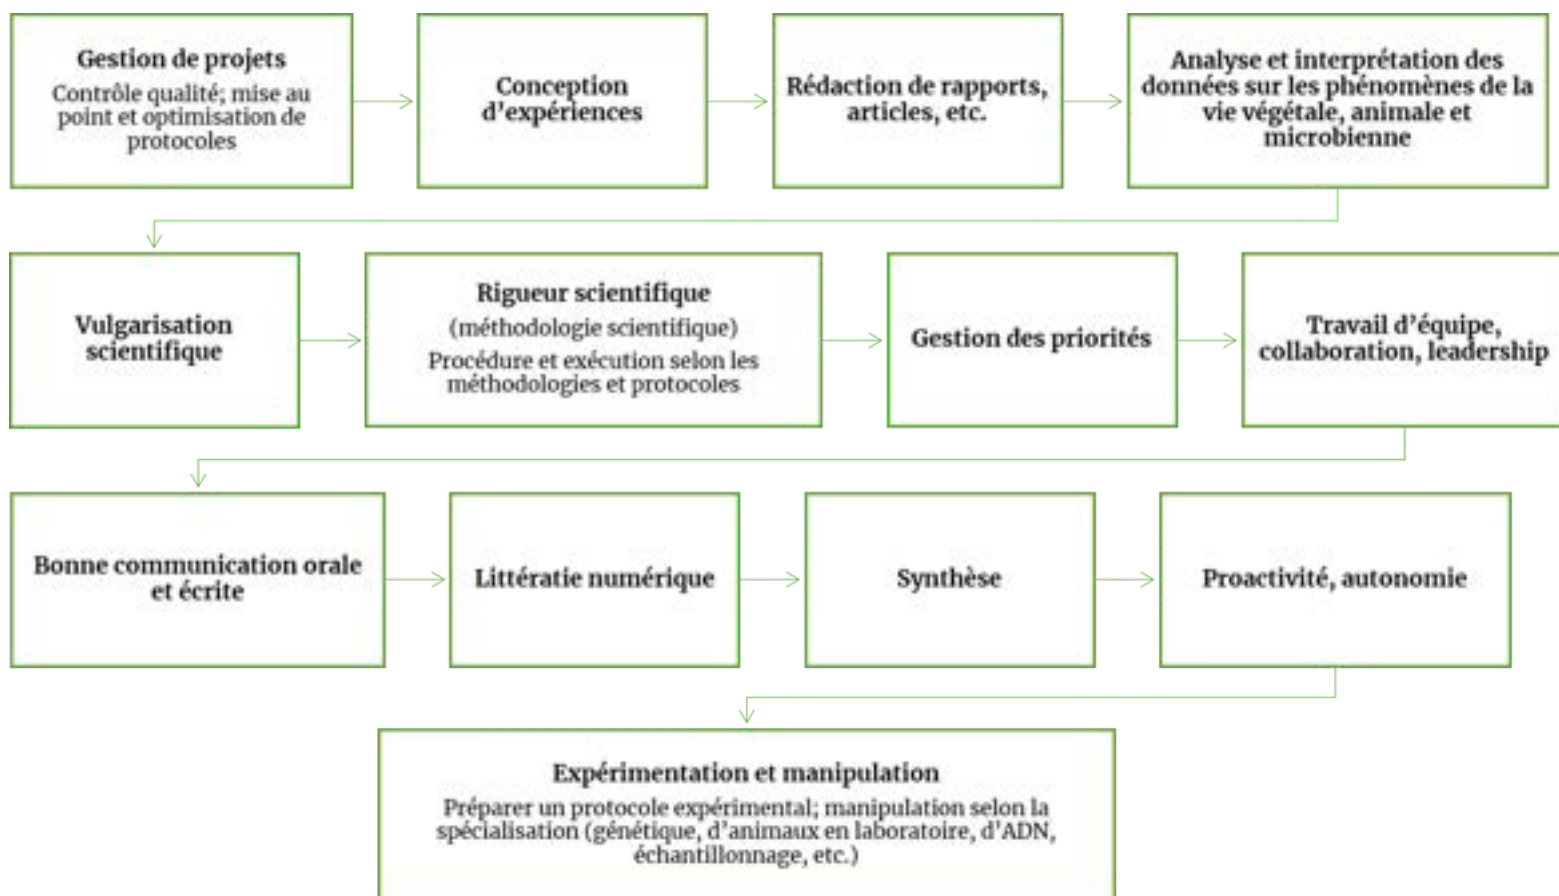 Gestion de projets
Contrôle qualité; mise au
point et optimisation de
protocoles
Conception
d’expériences
Rédaction de rapports,
articles, etc.
Analyse et interprétation des
données sur les phénomènes de la
vie végétale, animale et
microbienne
Vulgarisation
scientifique
Rigueur scientifique
(méthodologie scientifique)
Procédure et exécution selon les
méthodologies et protocoles
Gestion des priorités
Travail d’équipe,
collaboration, leadership
Bonne communication orale
et écrite
Littératie numérique
Synthèse
Proactivité, autonomie
Expérimentation et manipulation
Préparer un protocole expérimental; manipulation selon la
spécialisation (génétique, d’animaux en laboratoire, d’ADN,
échantillonnage, etc.)